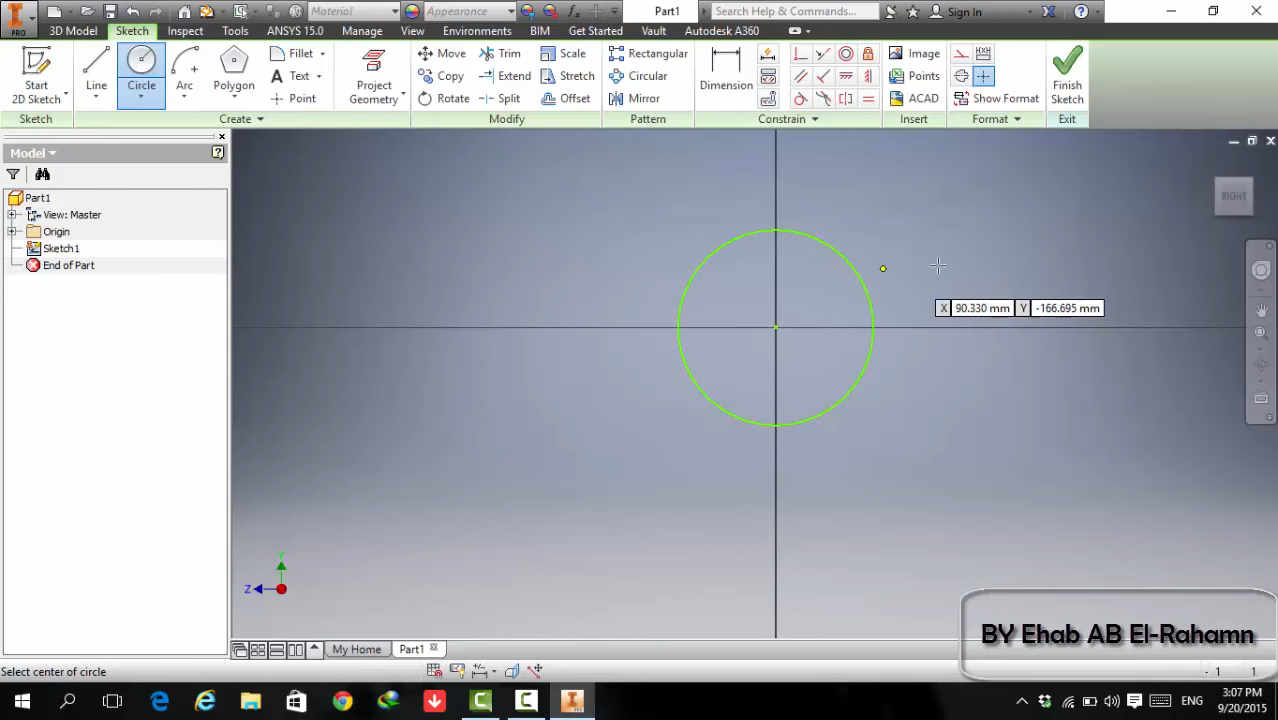 Material
Appearance
Part1
Search Help & Commands...
Sign In
PRO
3D Model Sketch Inspect Tools ANSYS 15.0 Manage View Environments BIM Get Started Vault Autodesk A360
Start
2D Sketch
Line
Circle
Arc
Polygon
Fillet
Text
Point
Project
Geometry
Move
Copy
Rotate
Trim
Extend
Split
Scale
Stretch
Offset
Rectangular
Circular
Mirror
Dimension
Image
Points
ACAD
Show Format
Finish
Sketch
Sketch Create Modify Pattern Constrain Insert Format Exit
Model
Part1
View: Master
Origin
Sketch1
End of Part
RIGHT
X 90.330 mm Y -166.695 mm
Y
Z
BY Ehab AB El-Rahamn
My Home Part1
Select center of circle
1 1
ENG
3:07 PM
9/20/2015